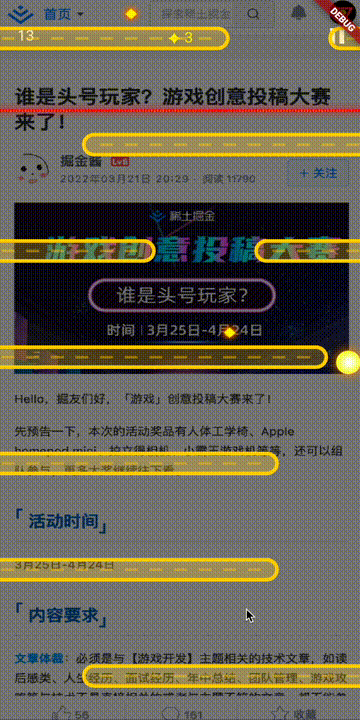 首页
探索稀土掘金
DEBUG
13
3
谁是头号玩家？游戏创意投稿大赛
来了！
掘金酱 Lv5
2022年03月21日 20:29 · 阅读 11790
+ 关注
稀土掘金
游戏创意投稿大赛
谁是头号玩家？
时间 | 3月25日-4月24日
Hello，掘友们好，「游戏」创意投稿大赛来了！
先预告一下，本次的活动奖品有人体工学椅、Apple
homepod mini、拍立得相机、小霸王游戏机等等，还可以组
队参与，更多大奖继续往下看
「 活动时间」
3月25日-4月24日
「 内容要求」
文章体裁：必须是与【游戏开发】主题相关的技术文章，如读
后感类、人生经历、面试经历、年中总结、团队管理、游戏攻
56
161
收藏